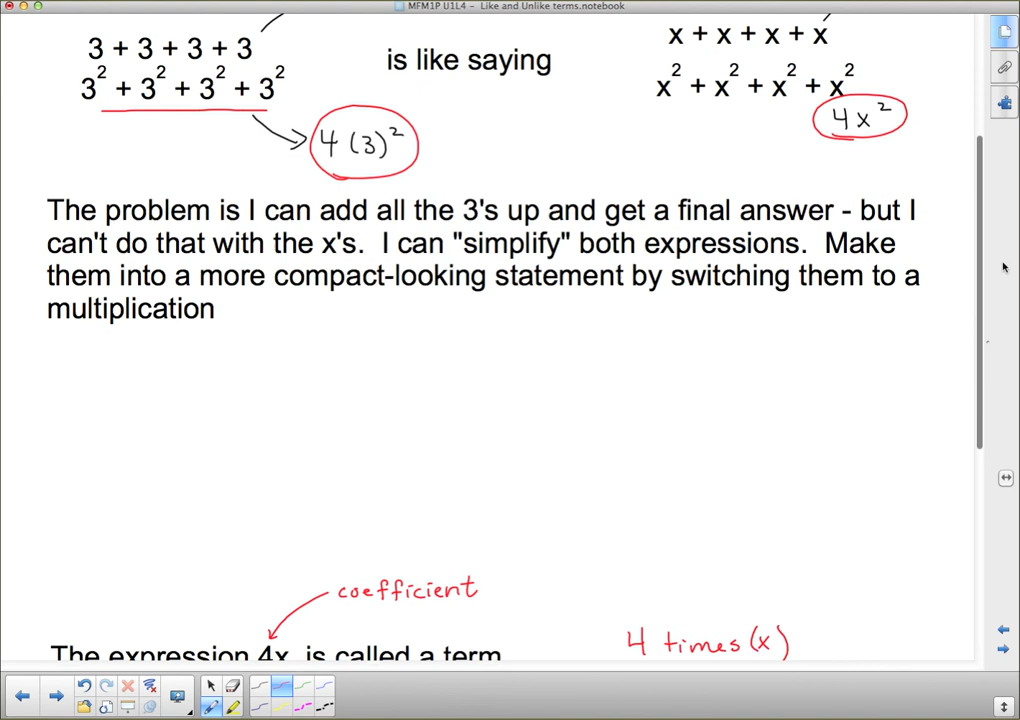 MFM1P U1L4 - Like and Unlike terms.notebook
3 + 3 + 3 + 3
is like saying
x + x + x + x
3² + 3² + 3² + 3²
x² + x² + x² + x²
4 (3)²
4x²
The problem is I can add all the 3's up and get a final answer - but I
can't do that with the x's. I can "simplify" both expressions. Make
them into a more compact-looking statement by switching them to a
multiplication
coefficient
The expression 4x is called a term
4 times (x)